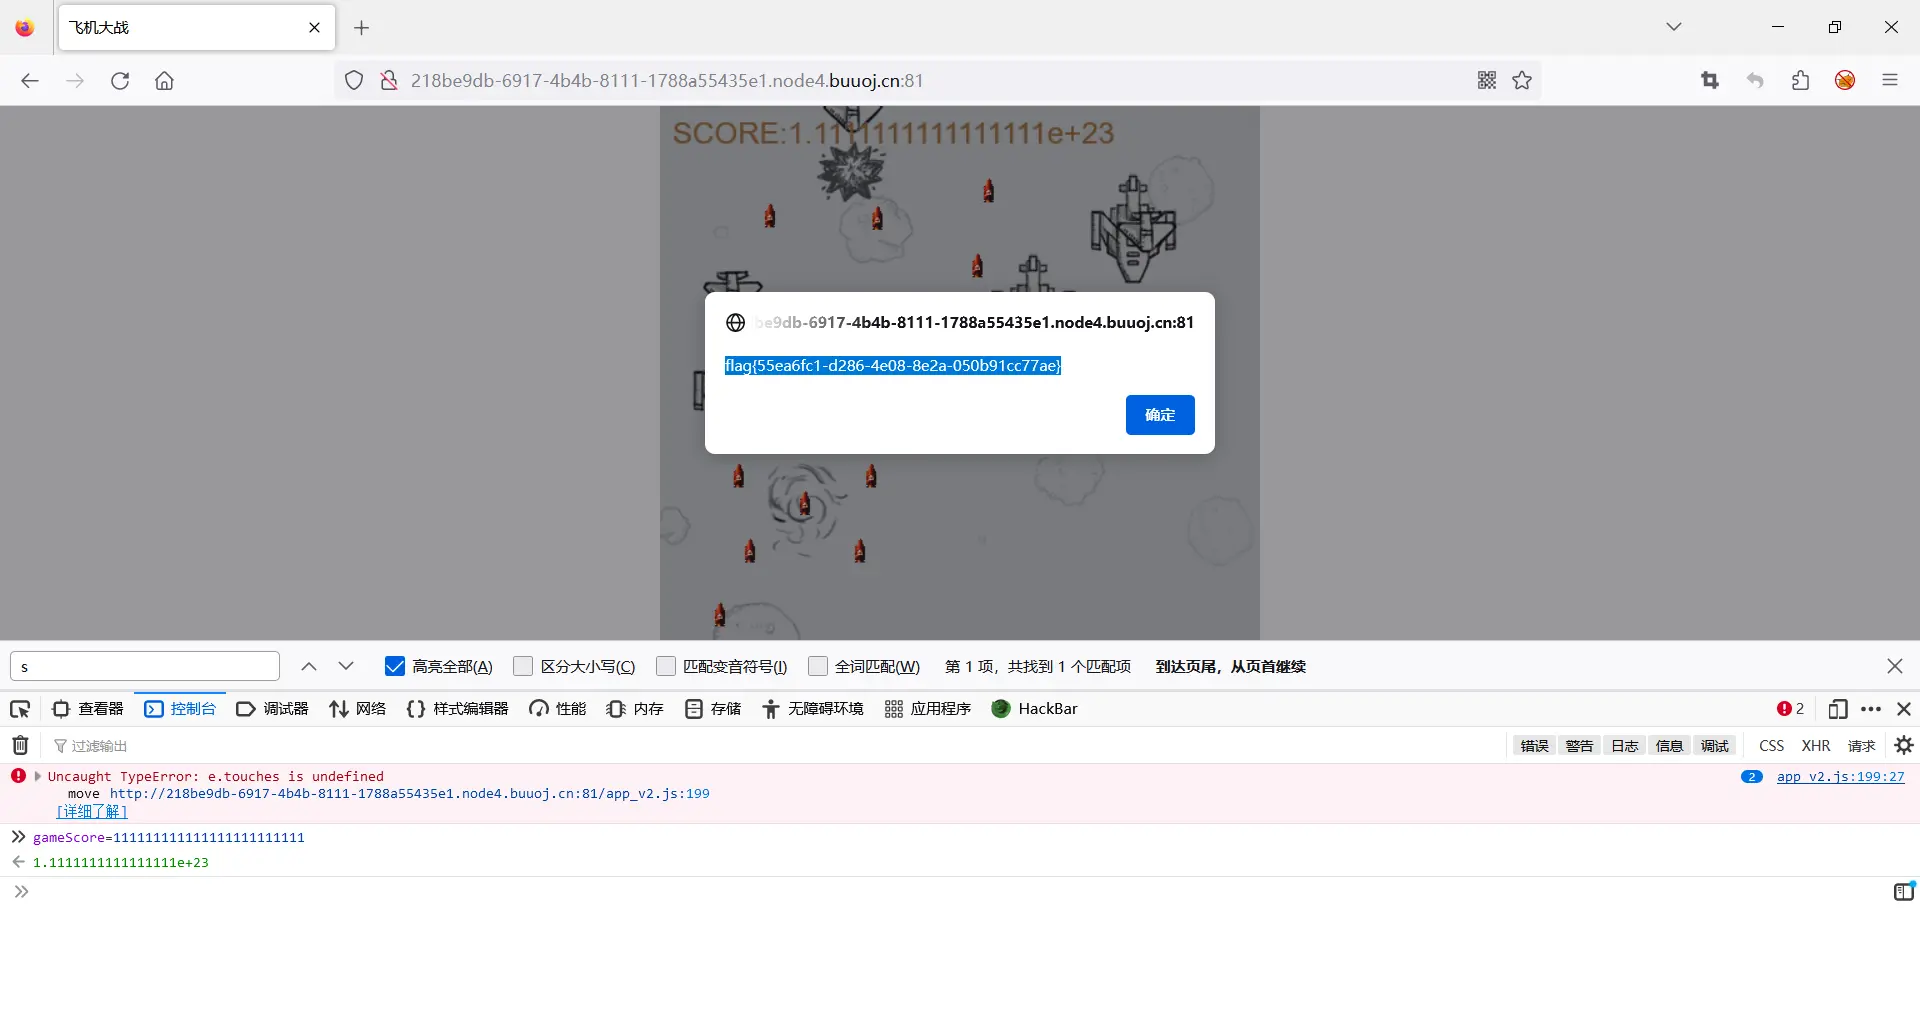 飞机大战
218be9db-6917-4b4b-8111-1788a55435e1.node4.buuoj.cn:81
SCORE:1.1111111111111111e+23
be9db-6917-4b4b-8111-1788a55435e1.node4.buuoj.cn:81
flag{55ea6fc1-d286-4e08-8e2a-050b91cc77ae}
确定
s 高亮全部(A) 区分大小写(C) 匹配变音符号(I) 全词匹配(W) 第 1 项，共找到 1 个匹配项 到达页尾，从页首继续
查看器 控制台 调试器 网络 样式编辑器 性能 内存 存储 无障碍环境 应用程序 HackBar 2
过滤输出 错误 警告 日志 信息 调试 CSS XHR 请求
Uncaught TypeError: e.touches is undefined 2 app_v2.js:199:27
move http://218be9db-6917-4b4b-8111-1788a55435e1.node4.buuoj.cn:81/app_v2.js:199
[详细了解]
gameScore=111111111111111111111111
1.1111111111111111e+23